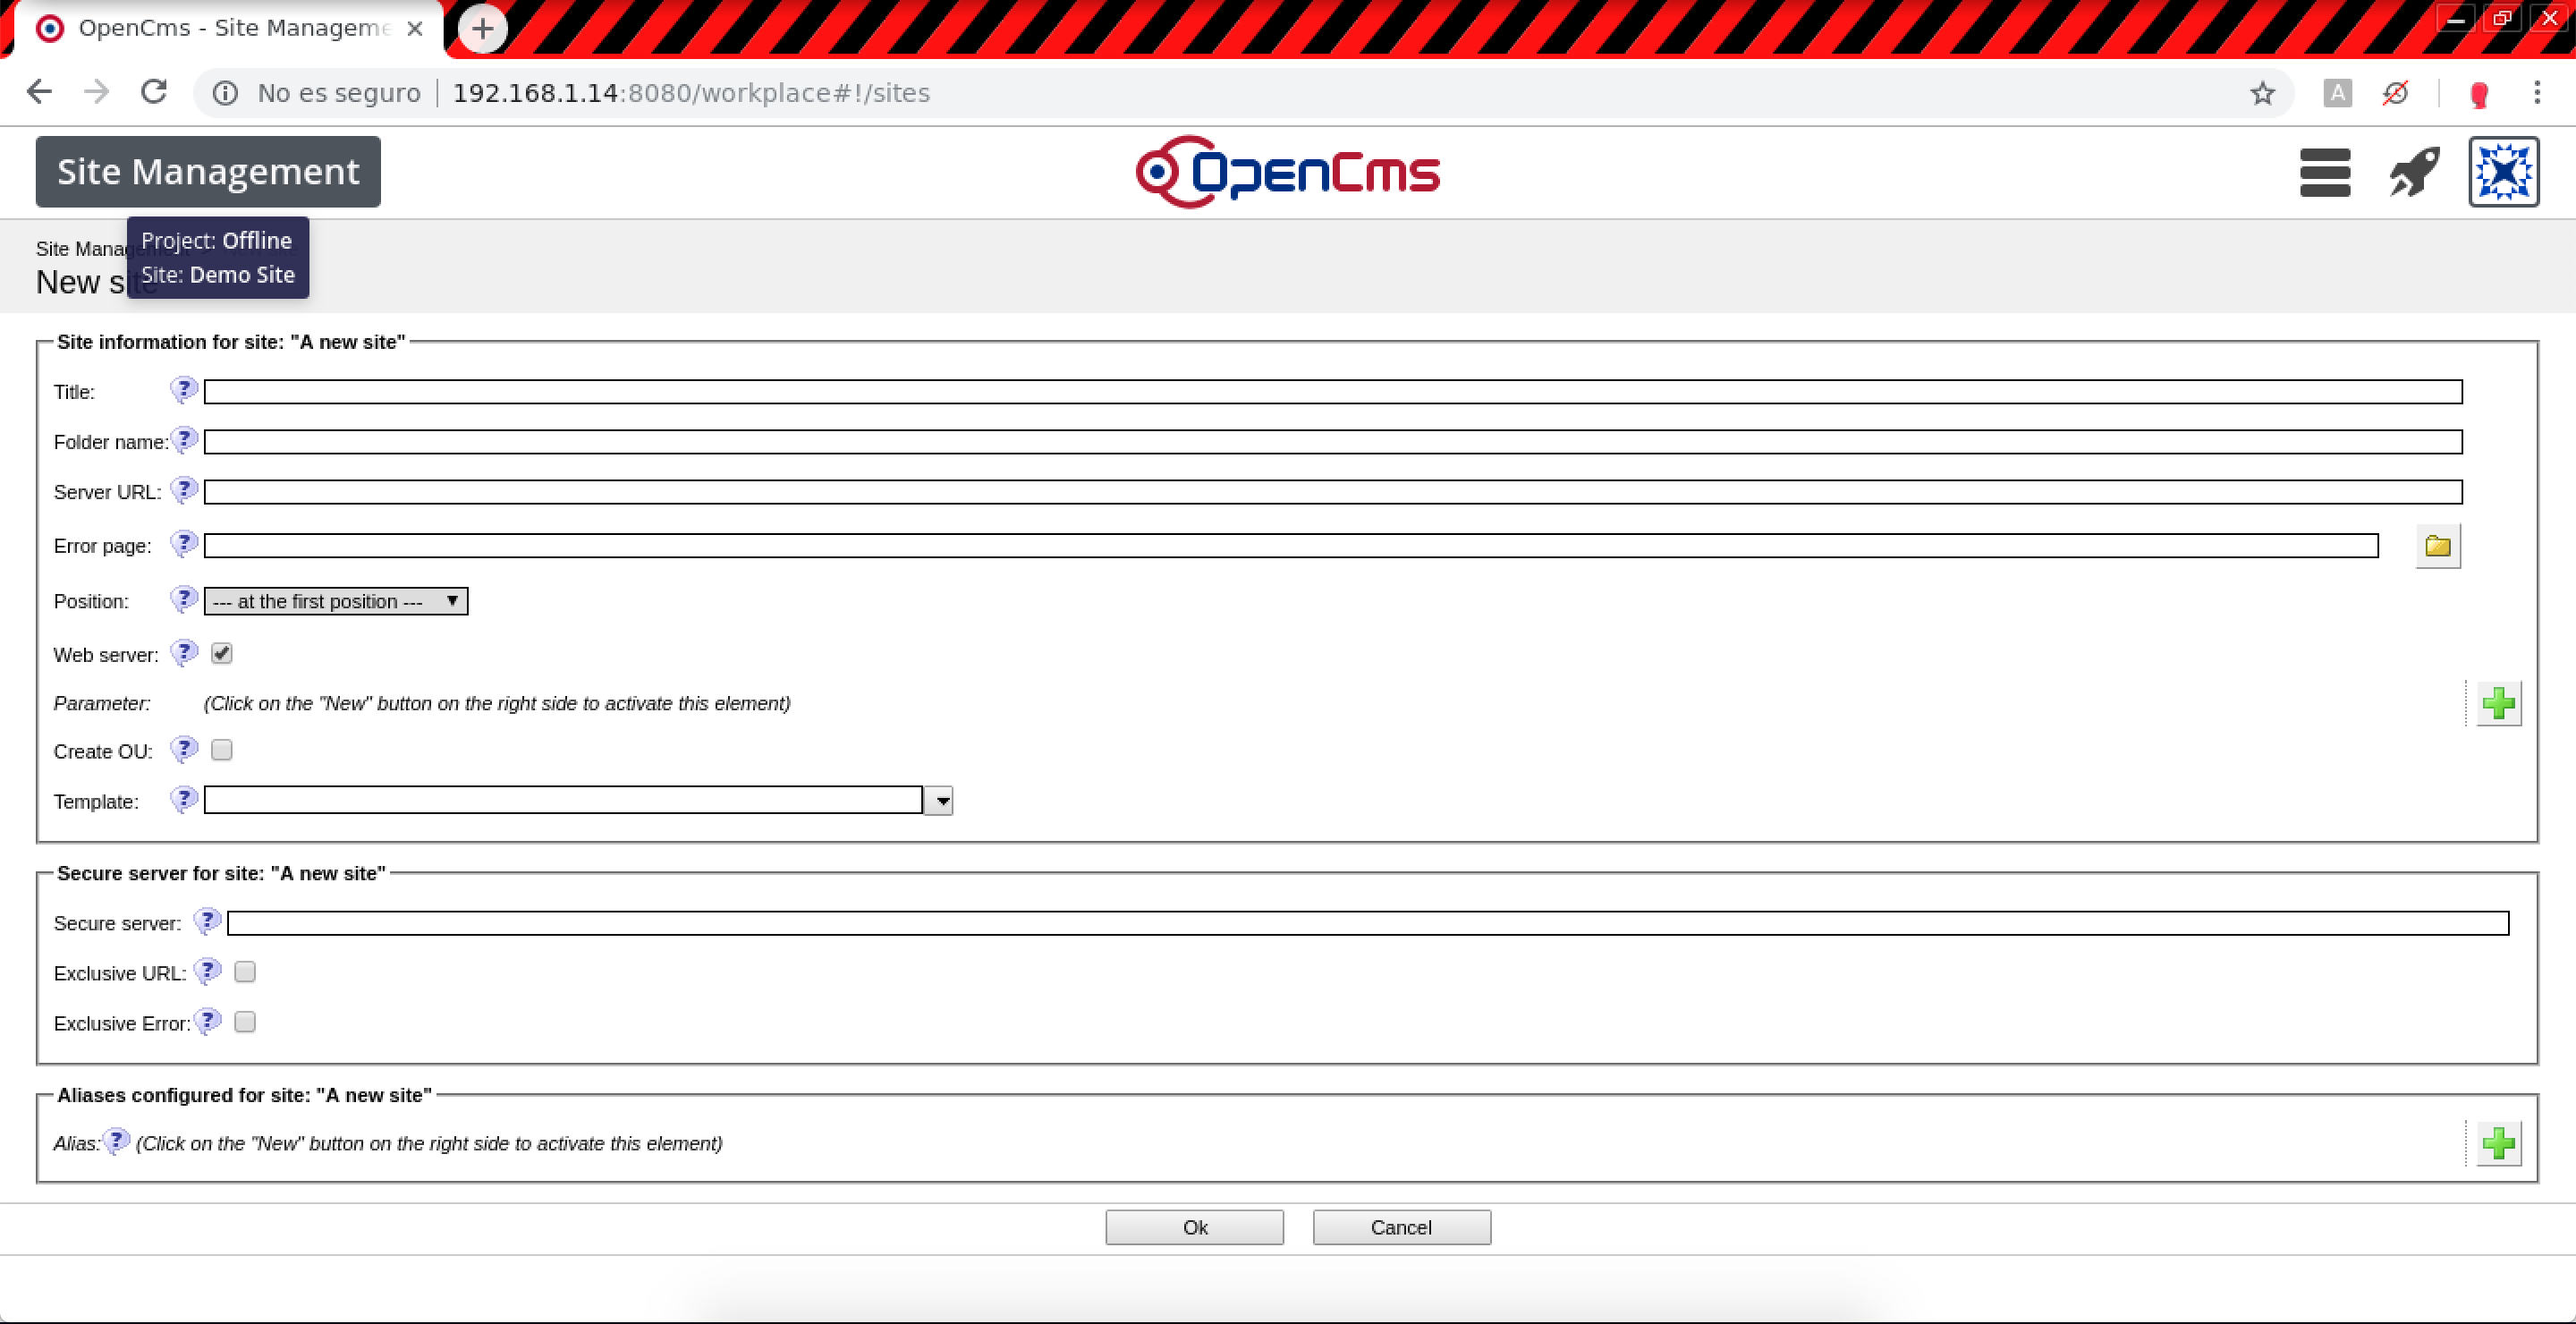 OpenCms - Site Manageme
No es seguro 192.168.1.14:8080/workplace#!/sites
A
Site Management
OpenCms
Project: Offline
Site: Demo Site
New site
Site information for site: "A new site"
Title:
Folder name:
Server URL:
Error page:
Position: --- at the first position ---
Web server:
Parameter: (Click on the "New" button on the right side to activate this element)
Create OU:
Template:
Secure server for site: "A new site"
Secure server:
Exclusive URL:
Exclusive Error:
Aliases configured for site: "A new site"
Alias: (Click on the "New" button on the right side to activate this element)
Ok Cancel